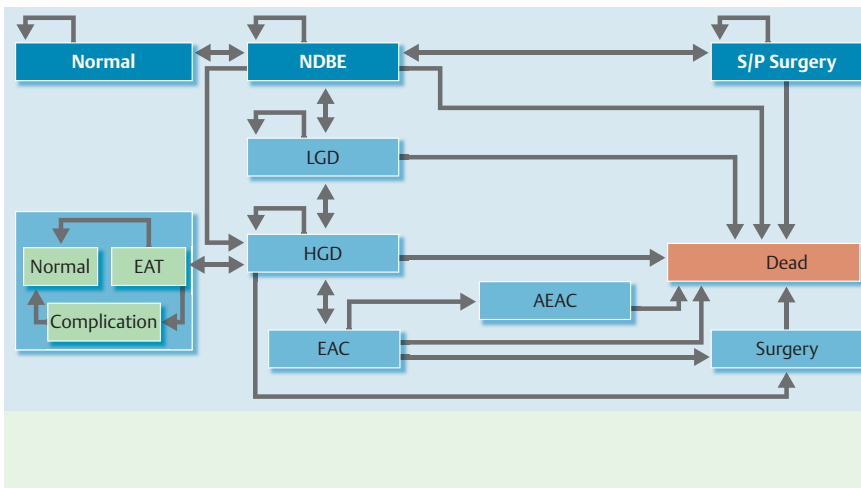 Normal
NDBE
S/P Surgery
LGD
HGD
Normal
EAT
Dead
AEAC
Complication
EAC
Surgery